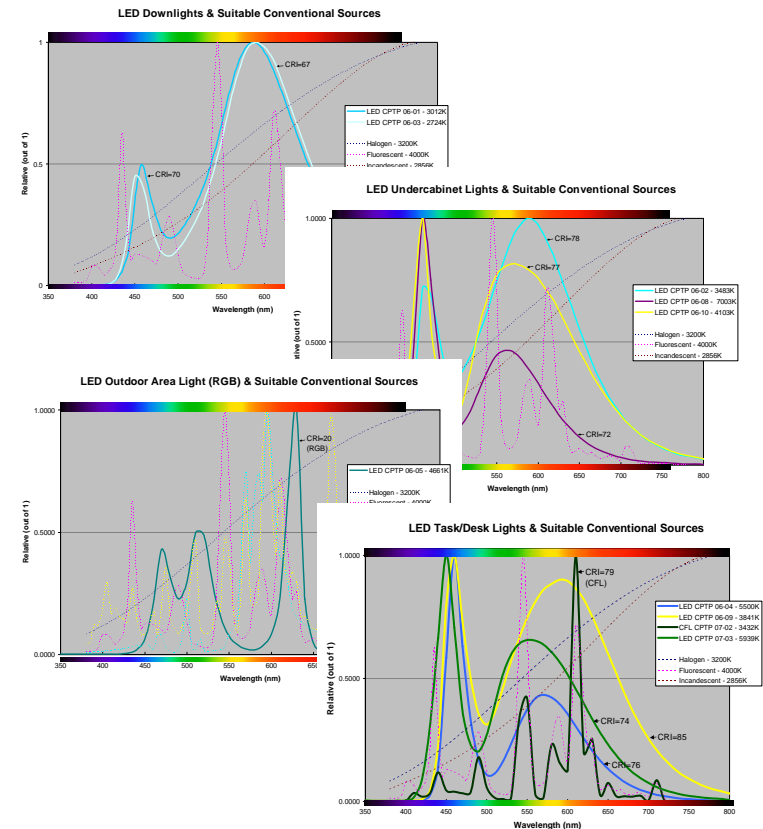 LED Downlights & Suitable Conventional Sources
1
CRI=67
LED CPTP 06-01 - 3012K
LED CPTP 06-03 - 2724K
Halogen - 3200K
Fluorescent - 4000K
Incandescent - 2856K
Relative (out of 1)
0.5
CRI=70
0
350 400 450 500 550 600
Wavelength (nm)
LED Undercabinet Lights & Suitable Conventional Sources
1.0000
CRI=78
CRI=77
LED CPTP 06-02 - 3483K
LED CPTP 06-08 - 7003K
LED CPTP 06-10 - 4103K
Halogen - 3200K
Fluorescent - 4000K
Incandescent - 2856K
(out of 1)
0.5000
CRI=72
550 600 650 700 750 800
Wavelength (nm)
LED Outdoor Area Light (RGB) & Suitable Conventional Sources
1.0000
CRI=20
(RGB)
LED CPTP 06-05 - 4661K
Halogen - 3200K
Fluorescent - 4000K
Relative (out of 1)
0.5000
0.0000
350 400 450 500 550 600
Wavelength (nm)
LED Task/Desk Lights & Suitable Conventional Sources
1.0000
CRI=79
(CFL)
LED CPTP 06-04 - 5500K
LED CPTP 06-09 - 3841K
CFL CPTP 07-02 - 3432K
LED CPTP 07-03 - 5939K
Halogen - 3200K
Fluorescent - 4000K
Incandescent - 2856K
Relative (out of 1)
0.5000
CRI=74
CRI=85
CRI=76
0.0000
350 400 450 500 550 600 650 700 750 800
Wavelength (nm)